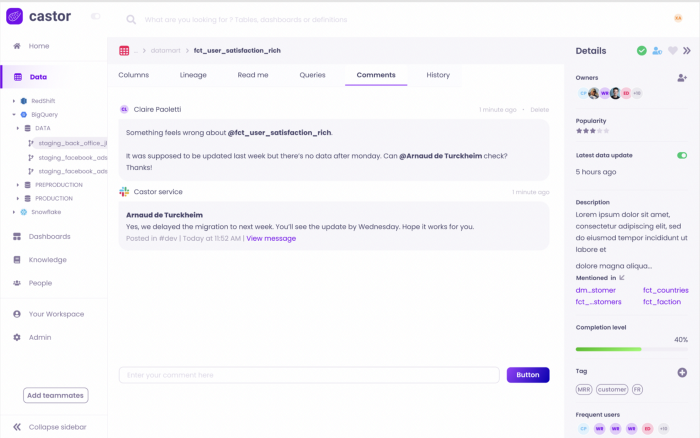 castor
What are you looking for ? Tables, dashboards or definitions
Home
Data
RedShift
BigQuery
DATA
staging_back_office_jl
staging_facebook_ads
staging_facebook_ads
PREPRODUCTION
PRODUCTION
Snowflake
Dashboards
Knowledge
People
Your Workspace
Admin
Add teammates
Collapse sidebar
... > datamart > fct_user_satisfaction_rich
Columns Lineage Read me Queries Comments History
CL Claire Paoletti 1 minute ago • Delete
Something feels wrong about @fct_user_satisfaction_rich.
It was supposed to be updated last week but there's no data after monday. Can @Arnaud de Turckheim check?
Thanks!
Castor service 1 minute ago
Arnaud de Turckheim
Yes, we delayed the migration to next week. You'll see the update by Wednesday. Hope it works for you.
Posted in #dev | Today at 11:52 AM | View message
Enter your comment here
Button
Details
Owners
CP WR ED +18
Popularity
Latest data update
5 hours ago
Description
Lorem ipsum dolor sit amet,
consectetur adipiscing elit, sed
do eiusmod tempor incididunt ut
labore et
dolore magna aliqua...
Mentioned in
dm...stomer fct_countries
fct_...stomers fct_faction
Completion level
40%
Tag
MRR customer FR
Frequent users
CP WR WR WR ED +18